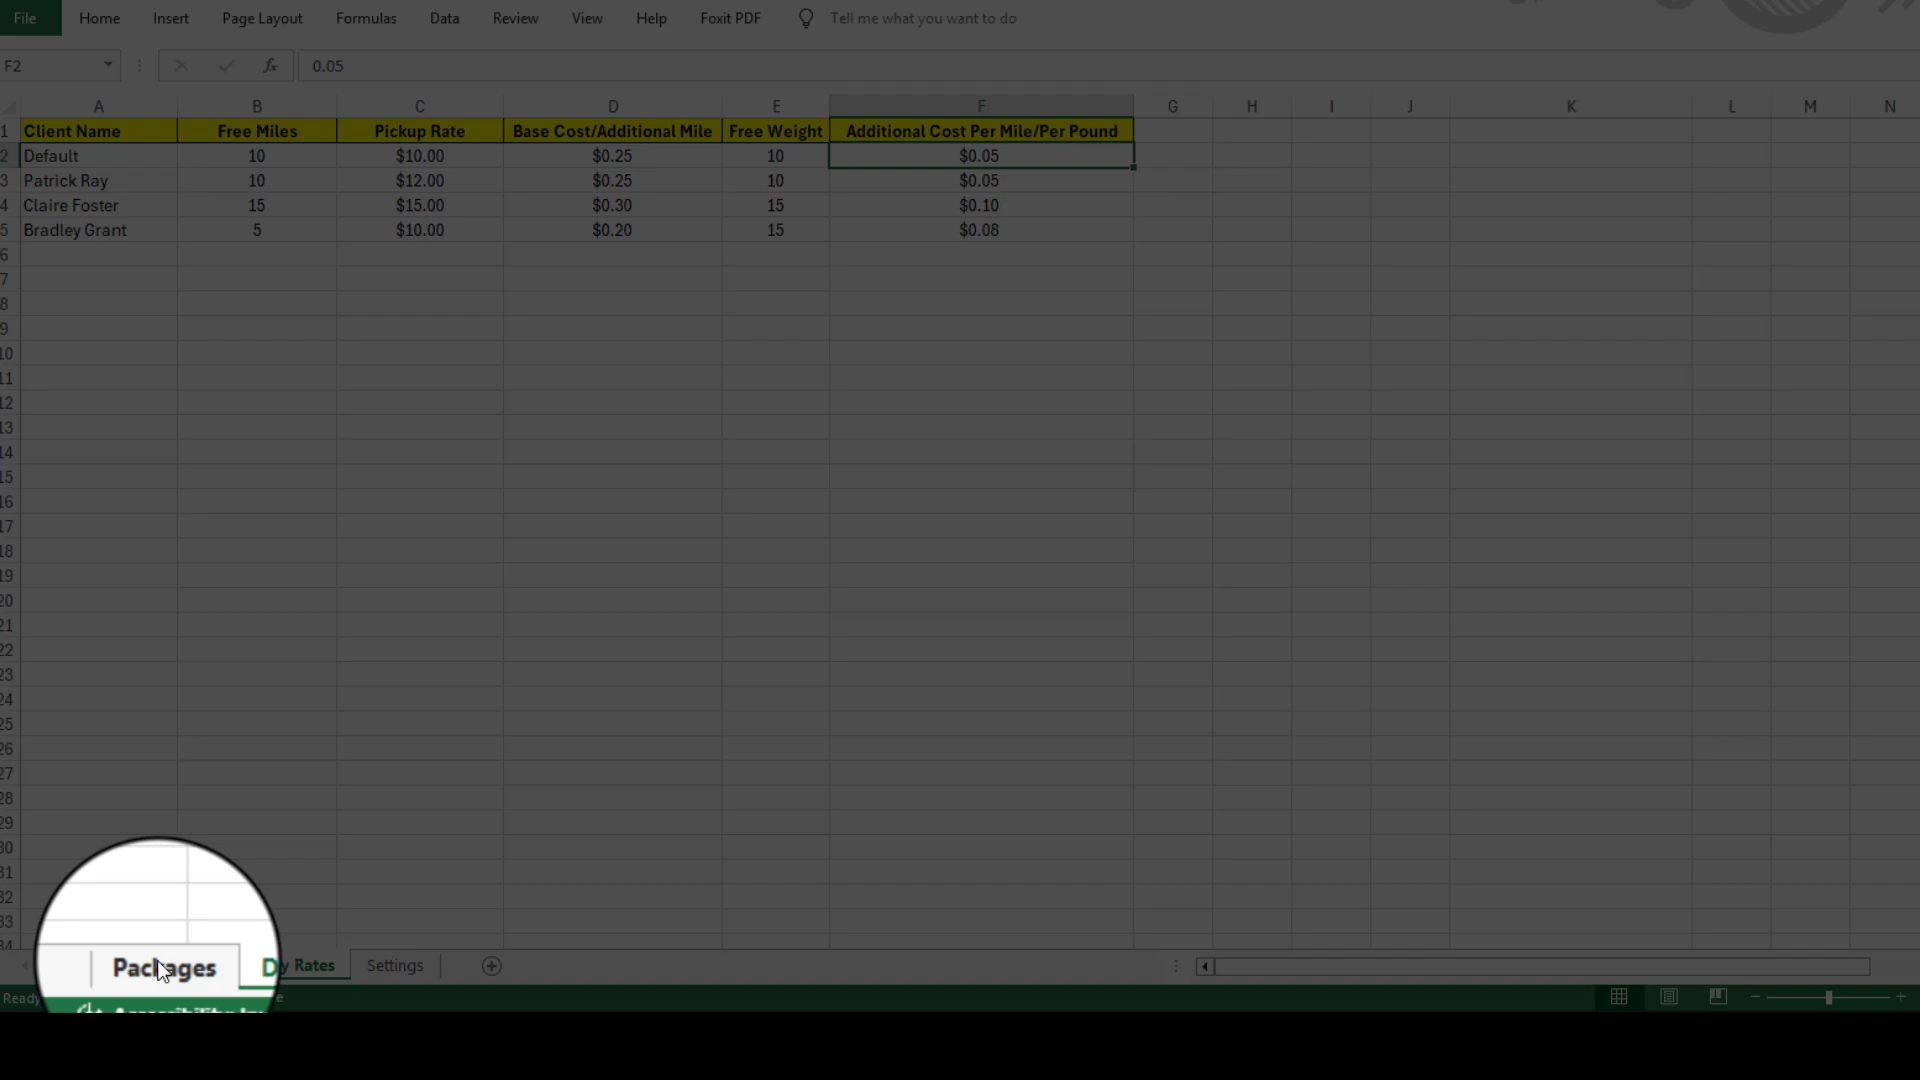 File Home Insert Page Layout Formulas Data Review View Help Foxit PDF Tell me what you want to do
F2 fx 0.05
A B C D E F G H I J K L M N
1 Client Name Free Miles Pickup Rate Base Cost/Additional Mile Free Weight Additional Cost Per Mile/Per Pound
2 Default 10 $10.00 $0.25 10 $0.05
3 Patrick Ray 10 $12.00 $0.25 10 $0.05
4 Claire Foster 15 $15.00 $0.30 15 $0.10
5 Bradley Grant 5 $10.00 $0.20 15 $0.08
6
7
8
9
10
11
12
13
14
15
16
17
18
19
20
21
22
23
24
25
26
27
28
29
30
31
32
33
34
Packages Rates Settings
Ready